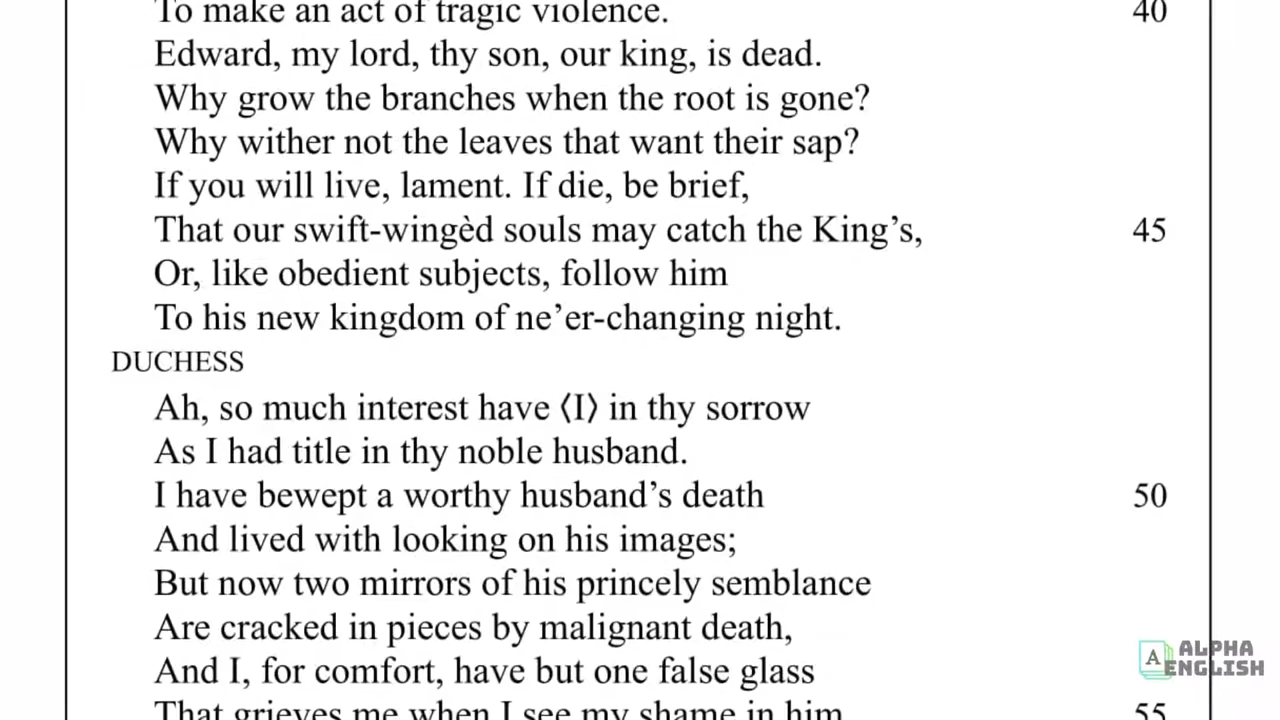 To make an act of tragic violence. 40
Edward, my lord, thy son, our king, is dead.
Why grow the branches when the root is gone?
Why wither not the leaves that want their sap?
If you will live, lament. If die, be brief,
That our swift-wingèd souls may catch the King’s, 45
Or, like obedient subjects, follow him
To his new kingdom of ne’er-changing night.
DUCHESS
Ah, so much interest have ⟨I⟩ in thy sorrow
As I had title in thy noble husband.
I have bewept a worthy husband’s death 50
And lived with looking on his images;
But now two mirrors of his princely semblance
Are cracked in pieces by malignant death,
And I, for comfort, have but one false glass
That grieves me when I see my shame in him. 55
A ALPHA
ENGLISH